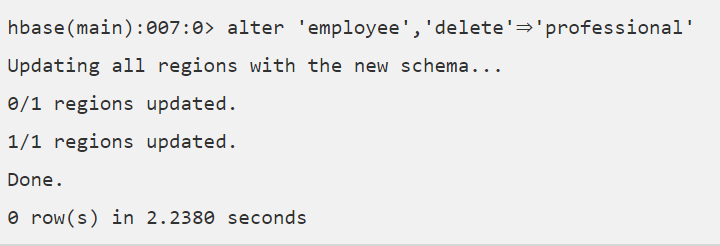 hbase(main):007:0> alter 'employee','delete'⇒'professional'
Updating all regions with the new schema...
0/1 regions updated.
1/1 regions updated.
Done.
0 row(s) in 2.2380 seconds